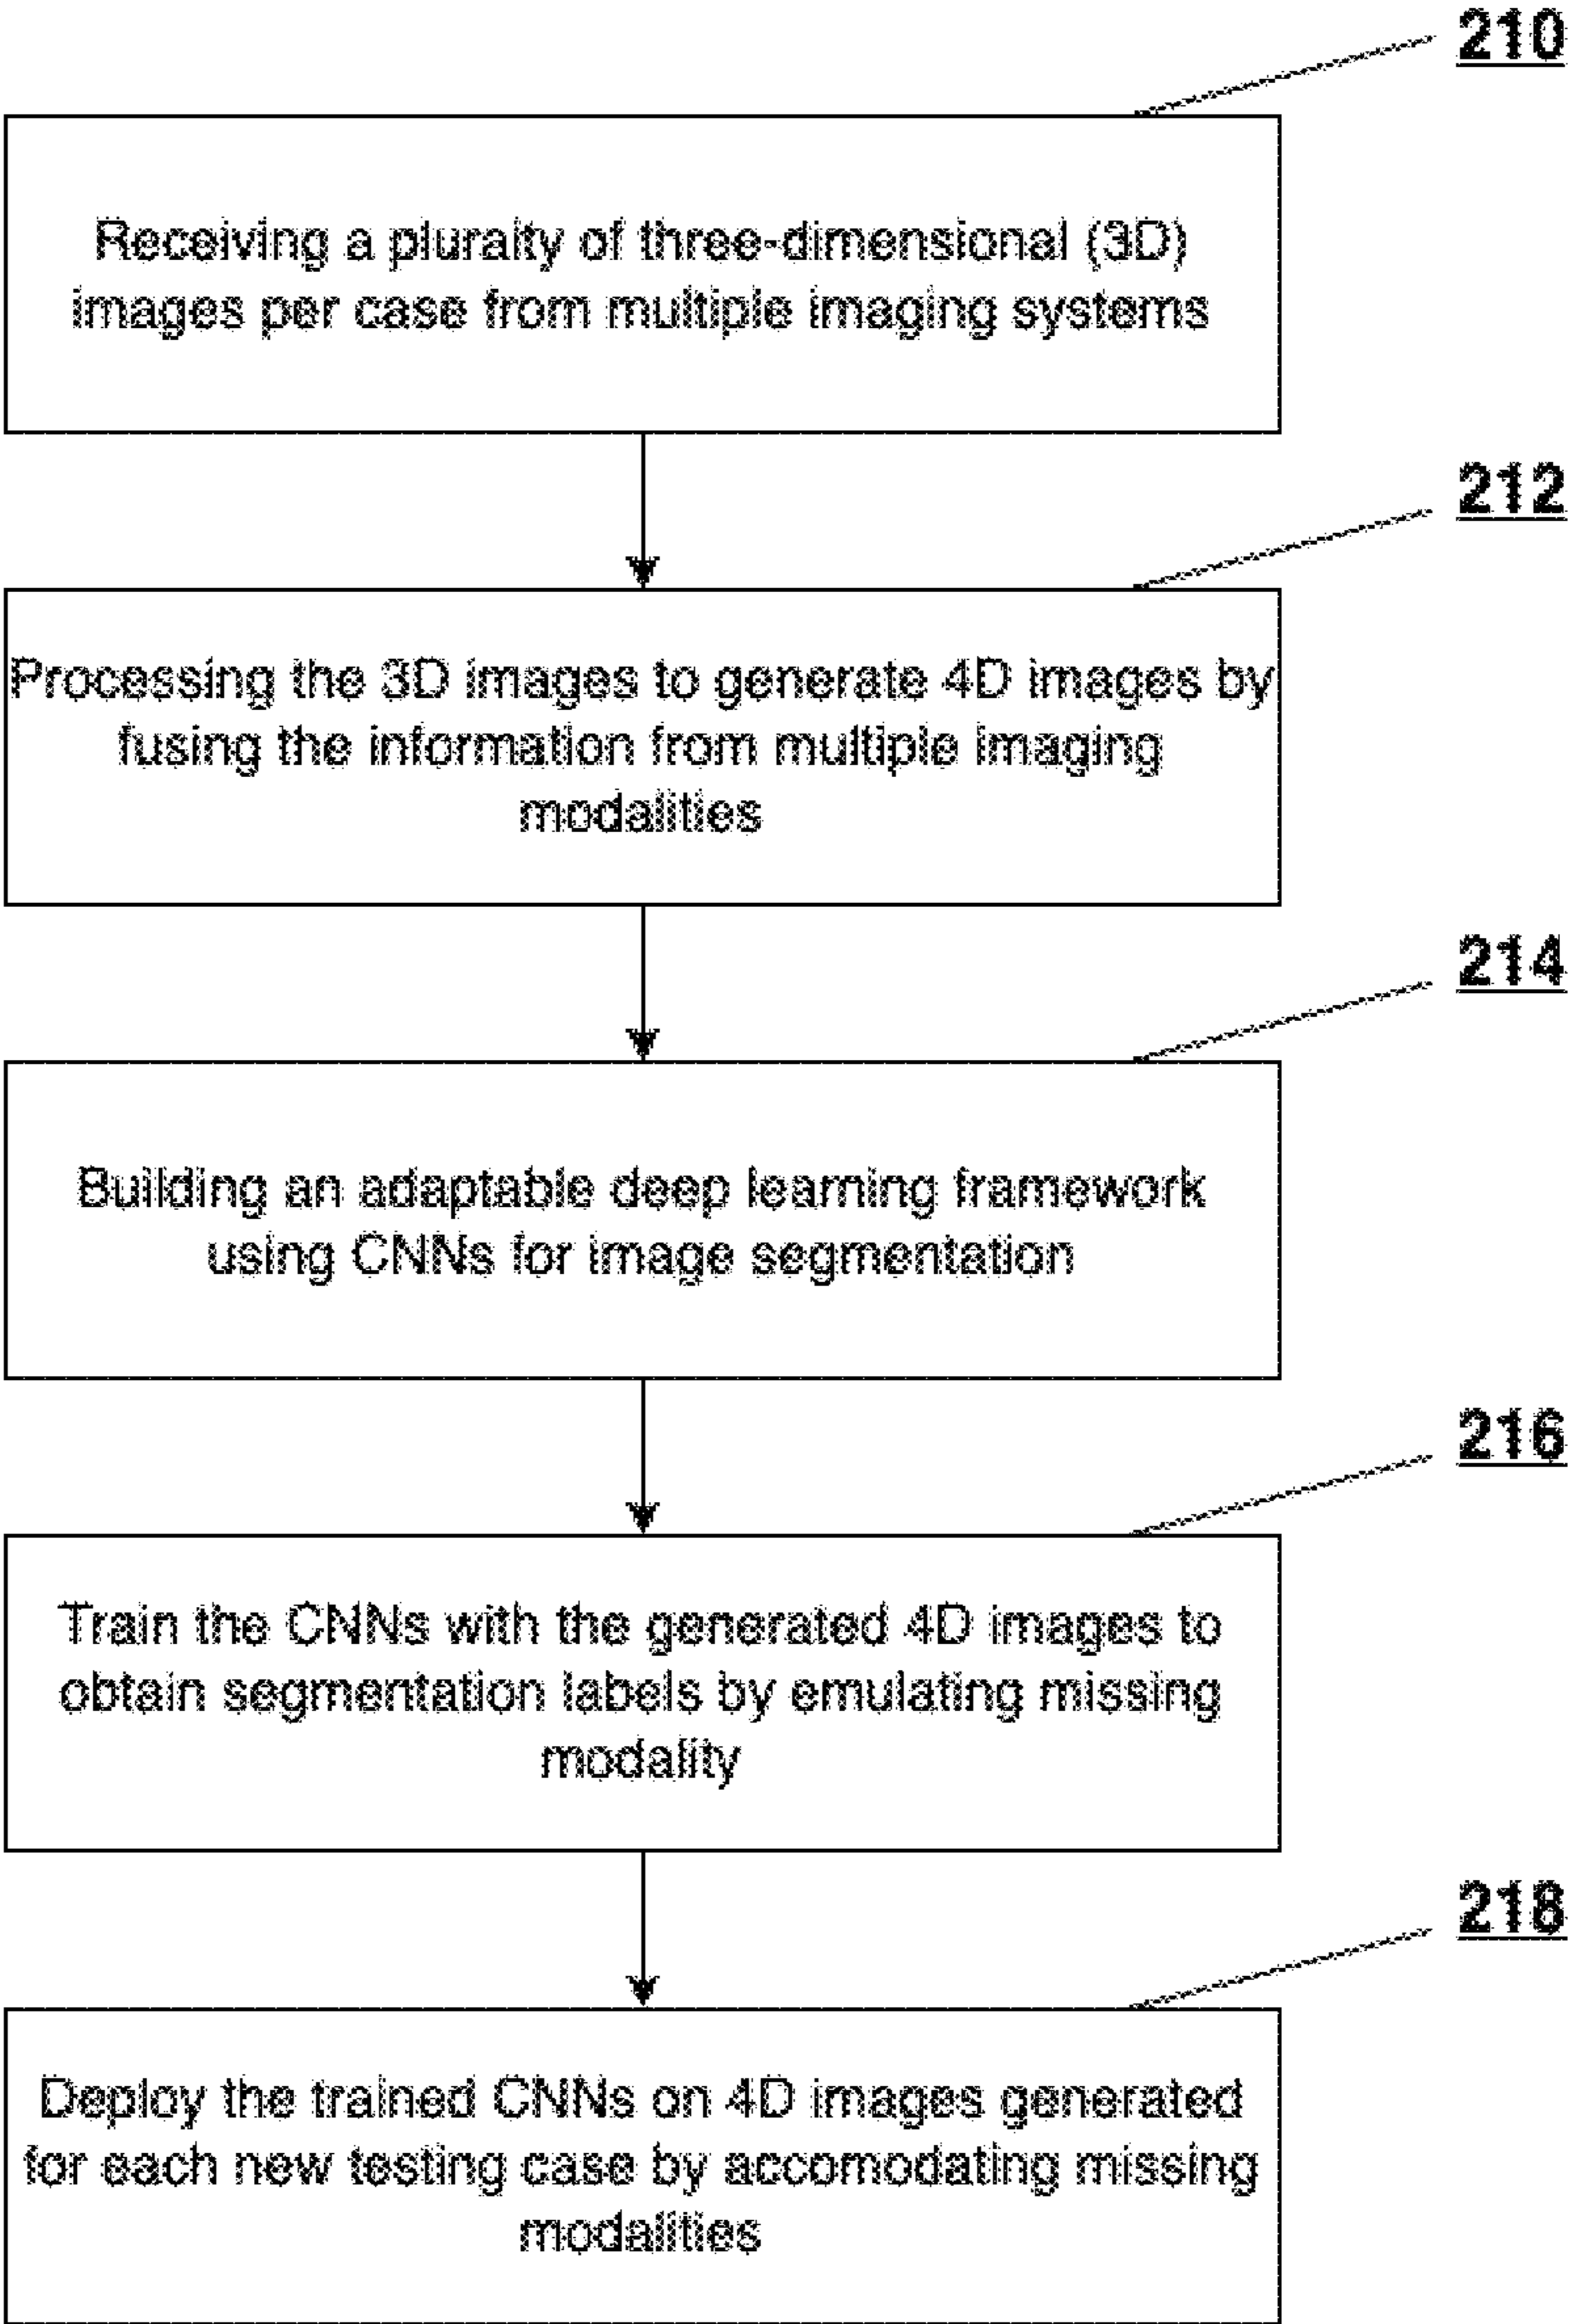 210
Receiving a pluraity of three-dimensional (3D)
images per case from multiple imaging systems
212
Processing the 3D images to generate 4D images by
fusing the information from multiple imaging
modalities
214
Building an adaptable deep learning framework
using CNNs for image segmentation
216
Train the CNNs with the generated 4D images to
obtain segmentation labels by emulating missing
modality
218
Deploy the trained CNNs on 4D images generated
for each new testing case by accomodating missing
modalities